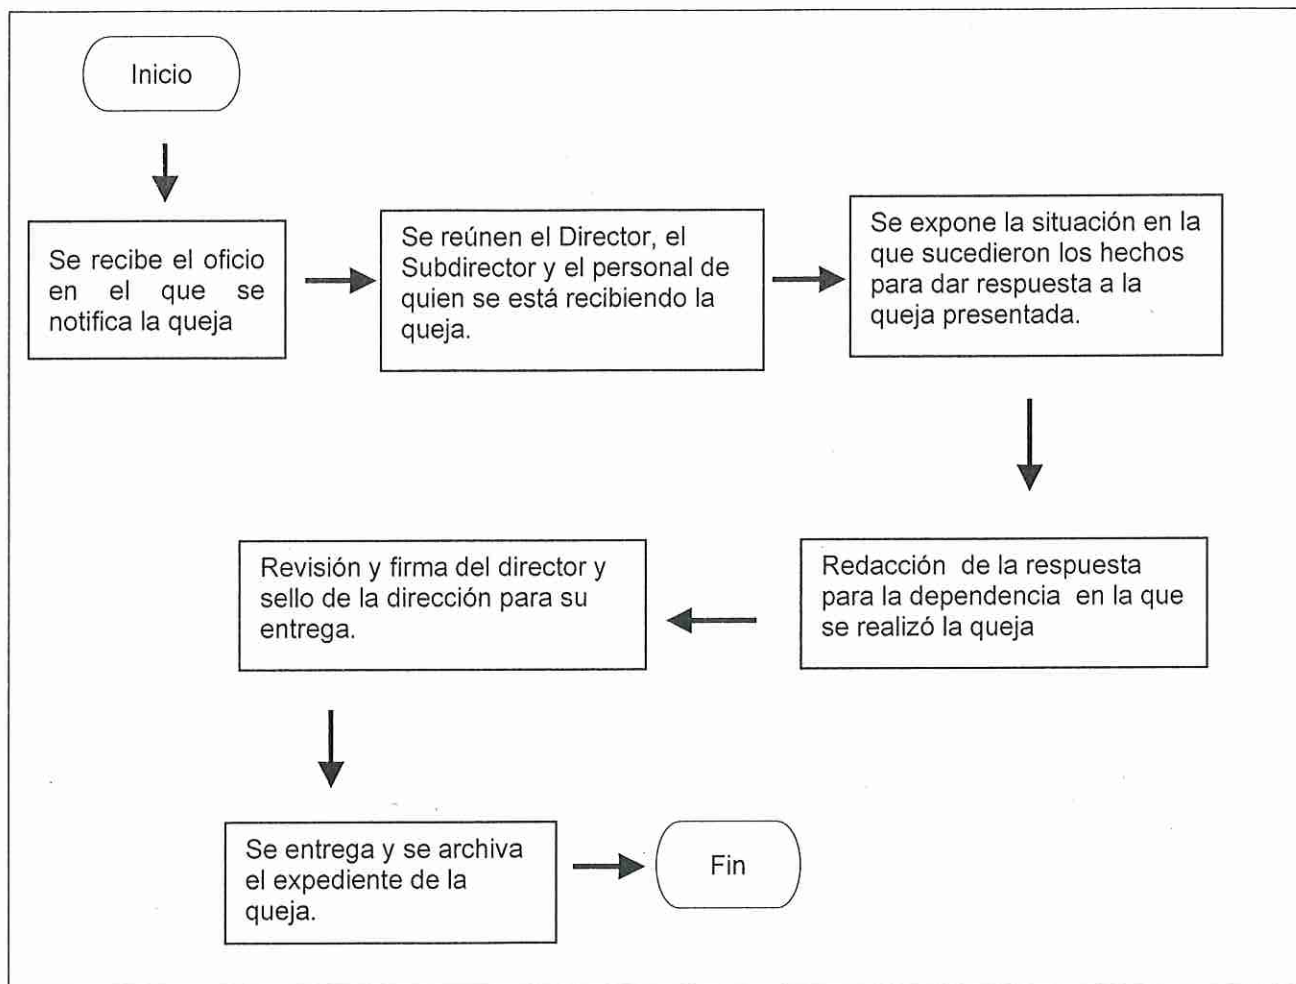 Inicio
Se recibe el oficio
en el que se
notifica la queja
Se reúnen el Director, el
Subdirector y el personal de
quien se está recibiendo la
queja.
Se expone la situación en la
que sucedieron los hechos
para dar respuesta a la
queja presentada.
Redacción de la respuesta
para la dependencia en la que
se realizó la queja
Revisión y firma del director y
sello de la dirección para su
entrega.
Se entrega y se archiva
el expediente de la
queja.
Fin